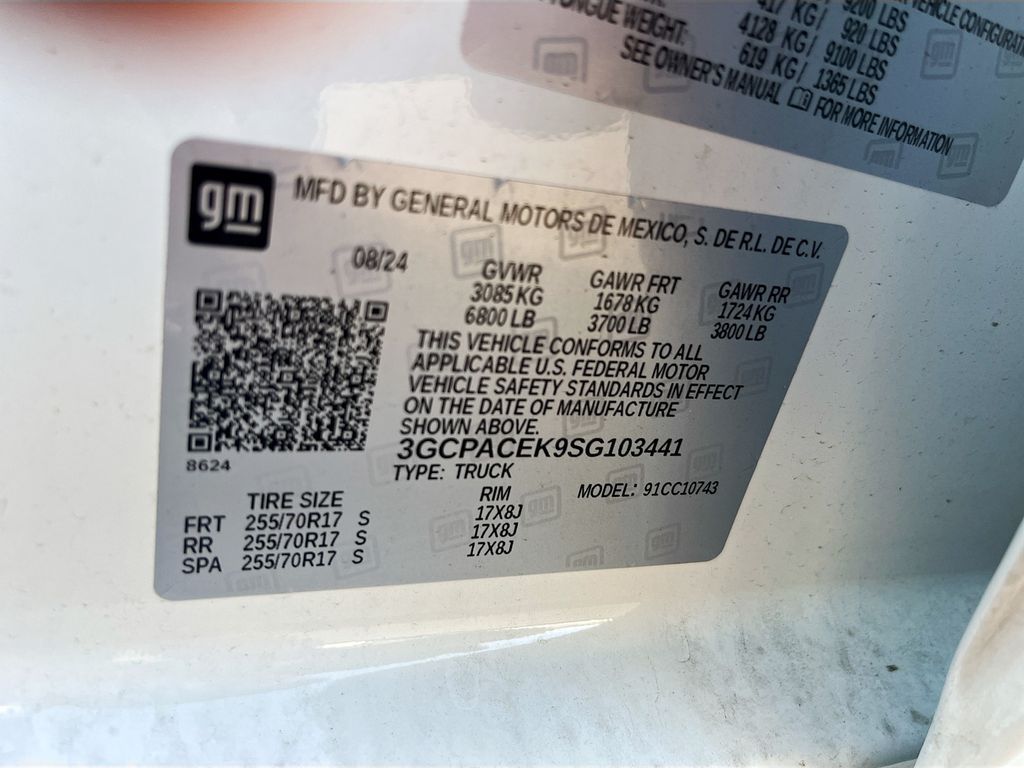 417 KG/ 920 LBS
TONGUE WEIGHT: 4128 KG/ 9100 LBS
619 KG/ 1365 LBS
SEE OWNER'S MANUAL FOR MORE INFORMATION
VEHICLE CONFIGURATI
9200 LBS
gm
MFD BY GENERAL MOTORS DE MEXICO, S. DE R.L. DE C.V.
08/24 GVWR GAWR FRT GAWR RR
3085 KG 1678 KG 1724 KG
6800 LB 3700 LB 3800 LB
THIS VEHICLE CONFORMS TO ALL
APPLICABLE U.S. FEDERAL MOTOR
VEHICLE SAFETY STANDARDS IN EFFECT
ON THE DATE OF MANUFACTURE
SHOWN ABOVE.
3GCPACEK9SG103441
8624
TYPE: TRUCK
MODEL: 91CC10743
TIRE SIZE RIM
FRT 255/70R17 S 17X8J
RR 255/70R17 S 17X8J
SPA 255/70R17 S 17X8J